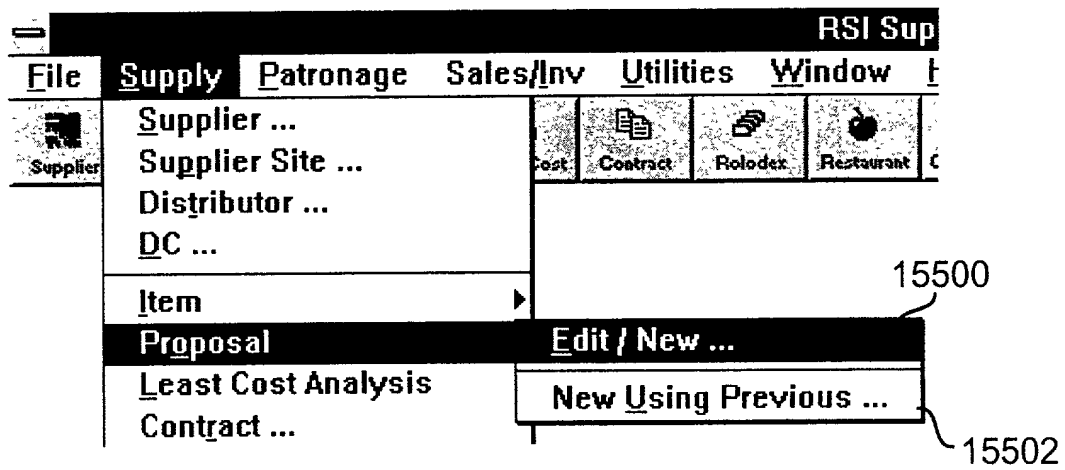 RSI Sup
File Supply Patronage Sales/Inv Utilities Window
Supplier Cost Contract Rolodex Restaurant
Supplier ...
Supplier Site ...
Distributor ...
DC ...
Item
Proposal
Least Cost Analysis
Contract ...
15500
Edit / New ...
New Using Previous ...
15502